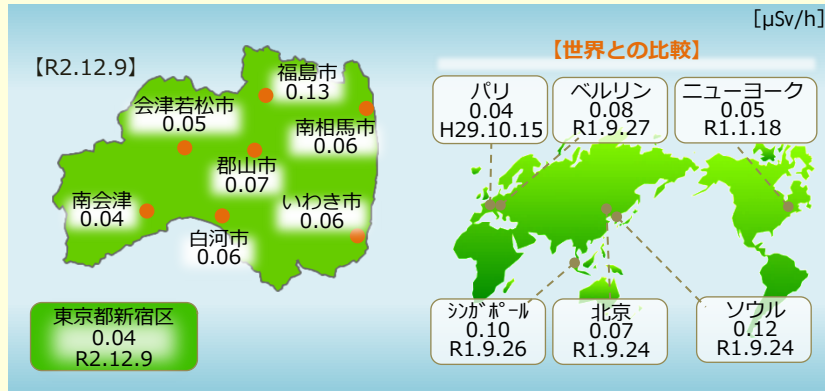 [μSv/h]
【R2.12.9】
福島市
0.13
会津若松市
0.05
南相馬市
0.06
郡山市
0.07
南会津
0.04
いわき市
0.06
白河市
0.06
東京都新宿区
0.04
R2.12.9
【世界との比較】
パリ
0.04
H29.10.15
ベルリン
0.08
R1.9.27
ニューヨーク
0.05
R1.1.18
ｼﾝｶﾞﾎﾟｰﾙ
0.10
R1.9.26
北京
0.07
R1.9.24
ソウル
0.12
R1.9.24